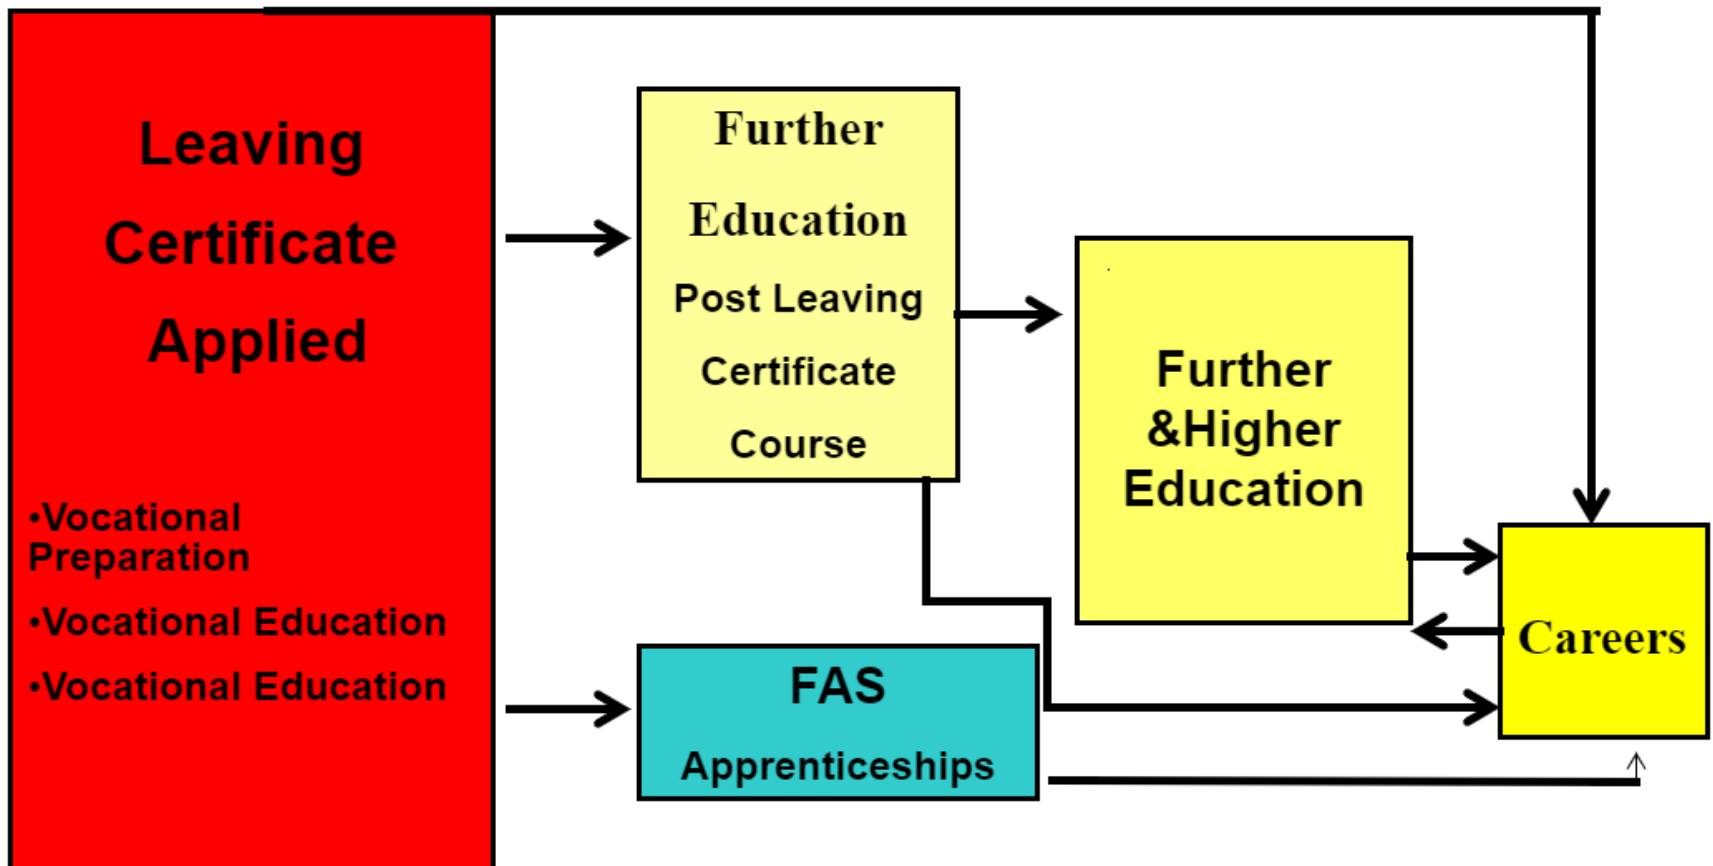 Leaving
Certificate
Applied
•Vocational
Preparation
•Vocational Education
•Vocational Education
Further
Education
Post Leaving
Certificate
Course
FAS
Apprenticeships
Further
&Higher
Education
Careers